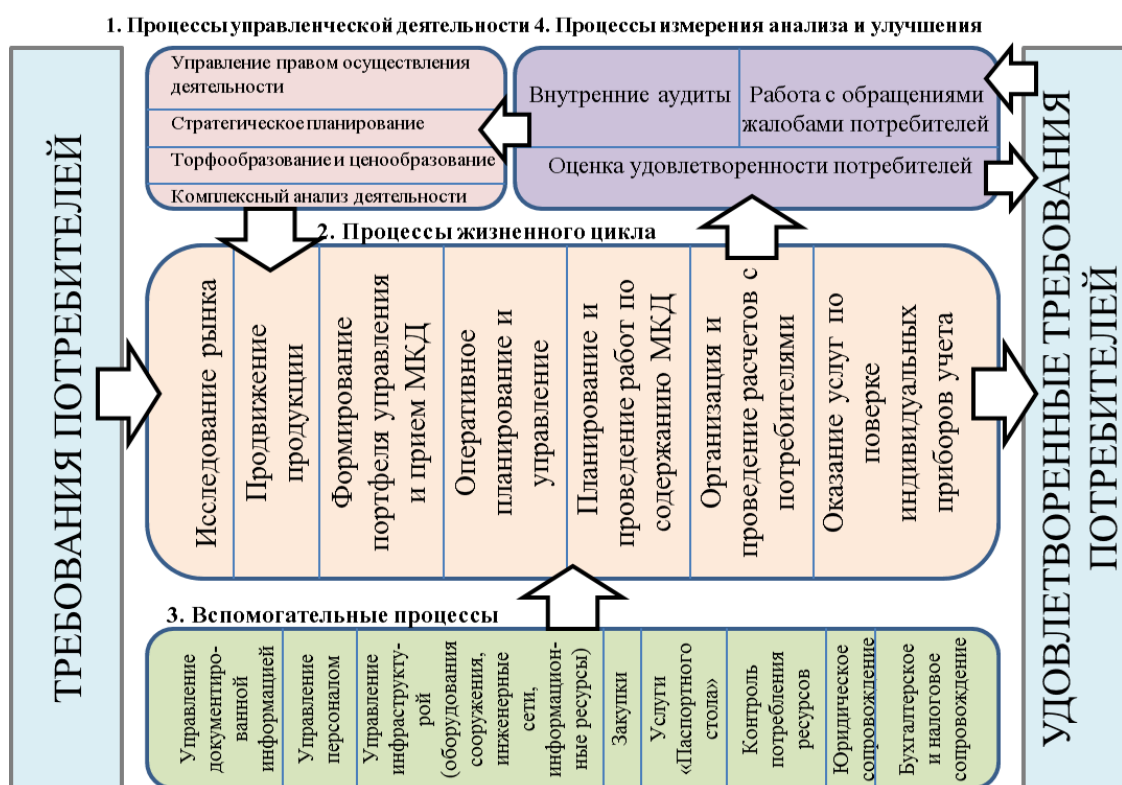 1. Процессы управленческой деятельности 4. Процессы измерения анализа и улучшения
ТРЕБОВАНИЯ ПОТРЕБИТЕЛЕЙ
Управление правом осуществления
деятельности
Стратегическое планирование
Торфообразование и ценообразование
Комплексный анализ деятельности
Внутренние аудиты
Работа с обращениями
жалобами потребителей
Оценка удовлетворенности потребителей
2. Процессы жизненного цикла
Исследование рынка
Продвижение
продукции
Формирование
портфеля управления
и прием МКД
Оперативное
планирование и
управление
Планирование и
проведение работ по
содержанию МКД
Организация и
проведение расчетов с
потребителями
Оказание услуг по
поверке
индивидуальных
приборов учета
3. Вспомогательные процессы
Управление
документиро-
ванной
информацией
Управление
персоналом
Управление
инфраструкту-
рой
(оборудования
сооружения,
инженерные
сети,
информацион-
ные ресурсы)
Закупки
Услуги
«Паспортного
стола»
Контроль
потребления
ресурсов
Юридическое
сопровождение
Бухгалтерское
и налоговое
сопровождение
УДОВЛЕТВОРЕННЫЕ ТРЕБОВАНИЯ
ПОТРЕБИТЕЛЕЙ